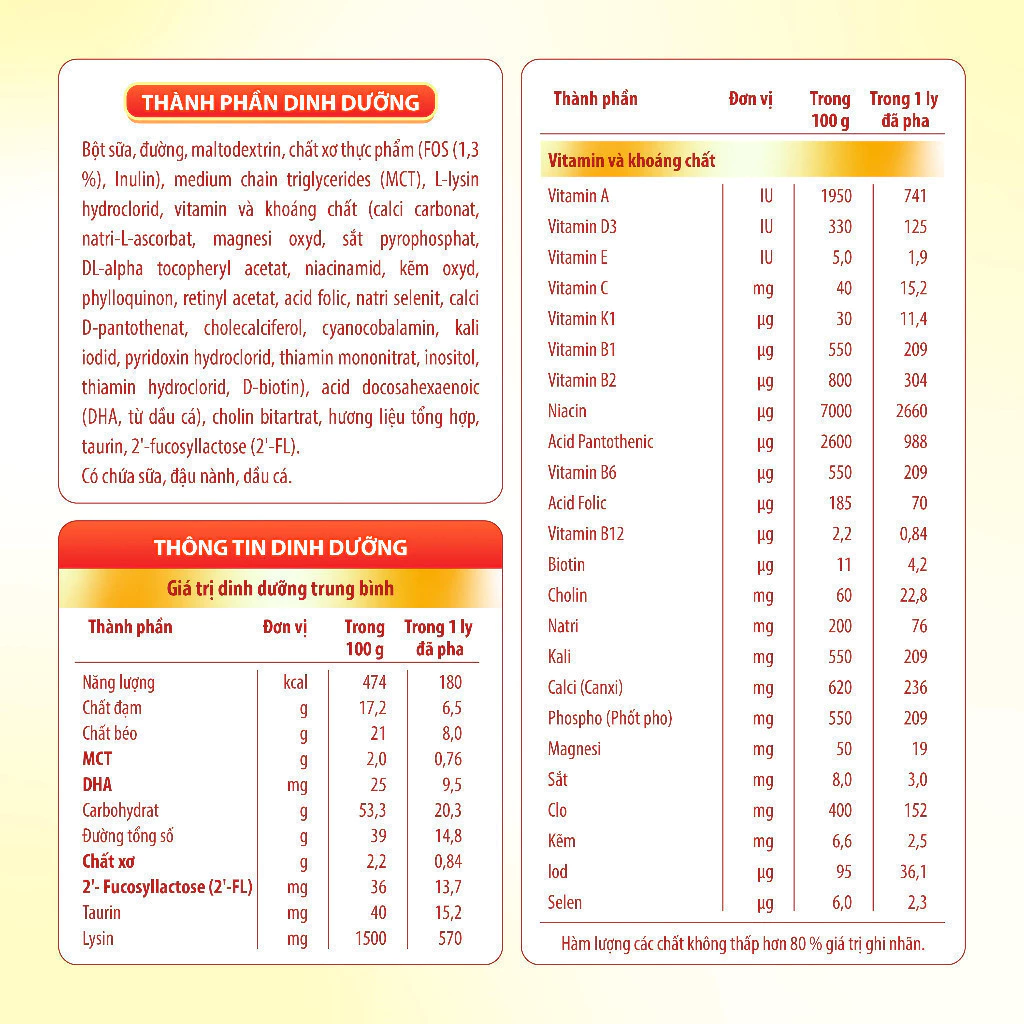 THÀNH PHẦN DINH DƯỠNG
Bột sữa, đường, maltodextrin, chất xơ thực phẩm (FOS (1,3
%), Inulin), medium chain triglycerides (MCT), L-lysin
hydroclorid, vitamin và khoáng chất (calci carbonat,
natri-L-ascorbat, magnesi oxyd, sắt pyrophosphat,
DL-alpha tocopheryl acetat, niacinamid, kẽm oxyd,
phylloquinon, retinyl acetat, acid folic, natri selenit, calci
D-pantothenat, cholecalciferol, cyanocobalamin, kali
iodid, pyridoxin hydroclorid, thiamin mononitrat, inositol,
thiamin hydroclorid, D-biotin), acid docosahexaenoic
(DHA, từ dầu cá), cholin bitartrat, hương liệu tổng hợp,
taurin, 2'-fucosyllactose (2'-FL).
Có chứa sữa, đậu nành, dầu cá.
THÔNG TIN DINH DƯỠNG
Giá trị dinh dưỡng trung bình
Thành phần Đơn vị Trong Trong 1 ly
100 g đã pha
Năng lượng kcal 474 180
Chất đạm g 17,2 6,5
Chất béo g 21 8,0
MCT g 2,0 0,76
DHA mg 25 9,5
Carbohydrat g 53,3 20,3
Đường tổng số g 39 14,8
Chất xơ g 2,2 0,84
2'- Fucosyllactose (2'-FL) mg 36 13,7
Taurin mg 40 15,2
Lysin mg 1500 570
Thành phần Đơn vị Trong Trong 1 ly
100 g đã pha
Vitamin và khoáng chất
Vitamin A IU 1950 741
Vitamin D3 IU 330 125
Vitamin E IU 5,0 1,9
Vitamin C mg 40 15,2
Vitamin K1 µg 30 11,4
Vitamin B1 µg 550 209
Vitamin B2 µg 800 304
Niacin µg 7000 2660
Acid Pantothenic µg 2600 988
Vitamin B6 µg 550 209
Acid Folic µg 185 70
Vitamin B12 µg 2,2 0,84
Biotin µg 11 4,2
Cholin mg 60 22,8
Natri mg 200 76
Kali mg 550 209
Calci (Canxi) mg 620 236
Phospho (Phốt pho) mg 550 209
Magnesi mg 50 19
Sắt mg 8,0 3,0
Clo mg 400 152
Kẽm mg 6,6 2,5
Iod µg 95 36,1
Selen µg 6,0 2,3
Hàm lượng các chất không thấp hơn 80 % giá trị ghi nhãn.